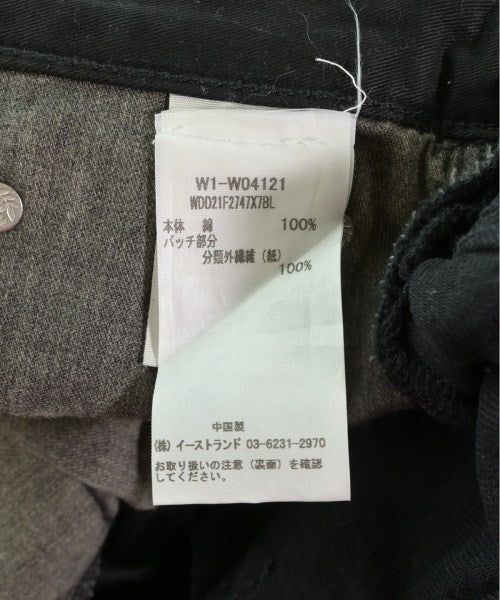 W1-W04121
WDD21F2747X7BL
本体 綿 100%
パッチ部分
分類外繊維（紙）
100%
中国製
（株）イーストランド 03-6231-2970
お取り扱いの注意（裏面）を確認
してください。